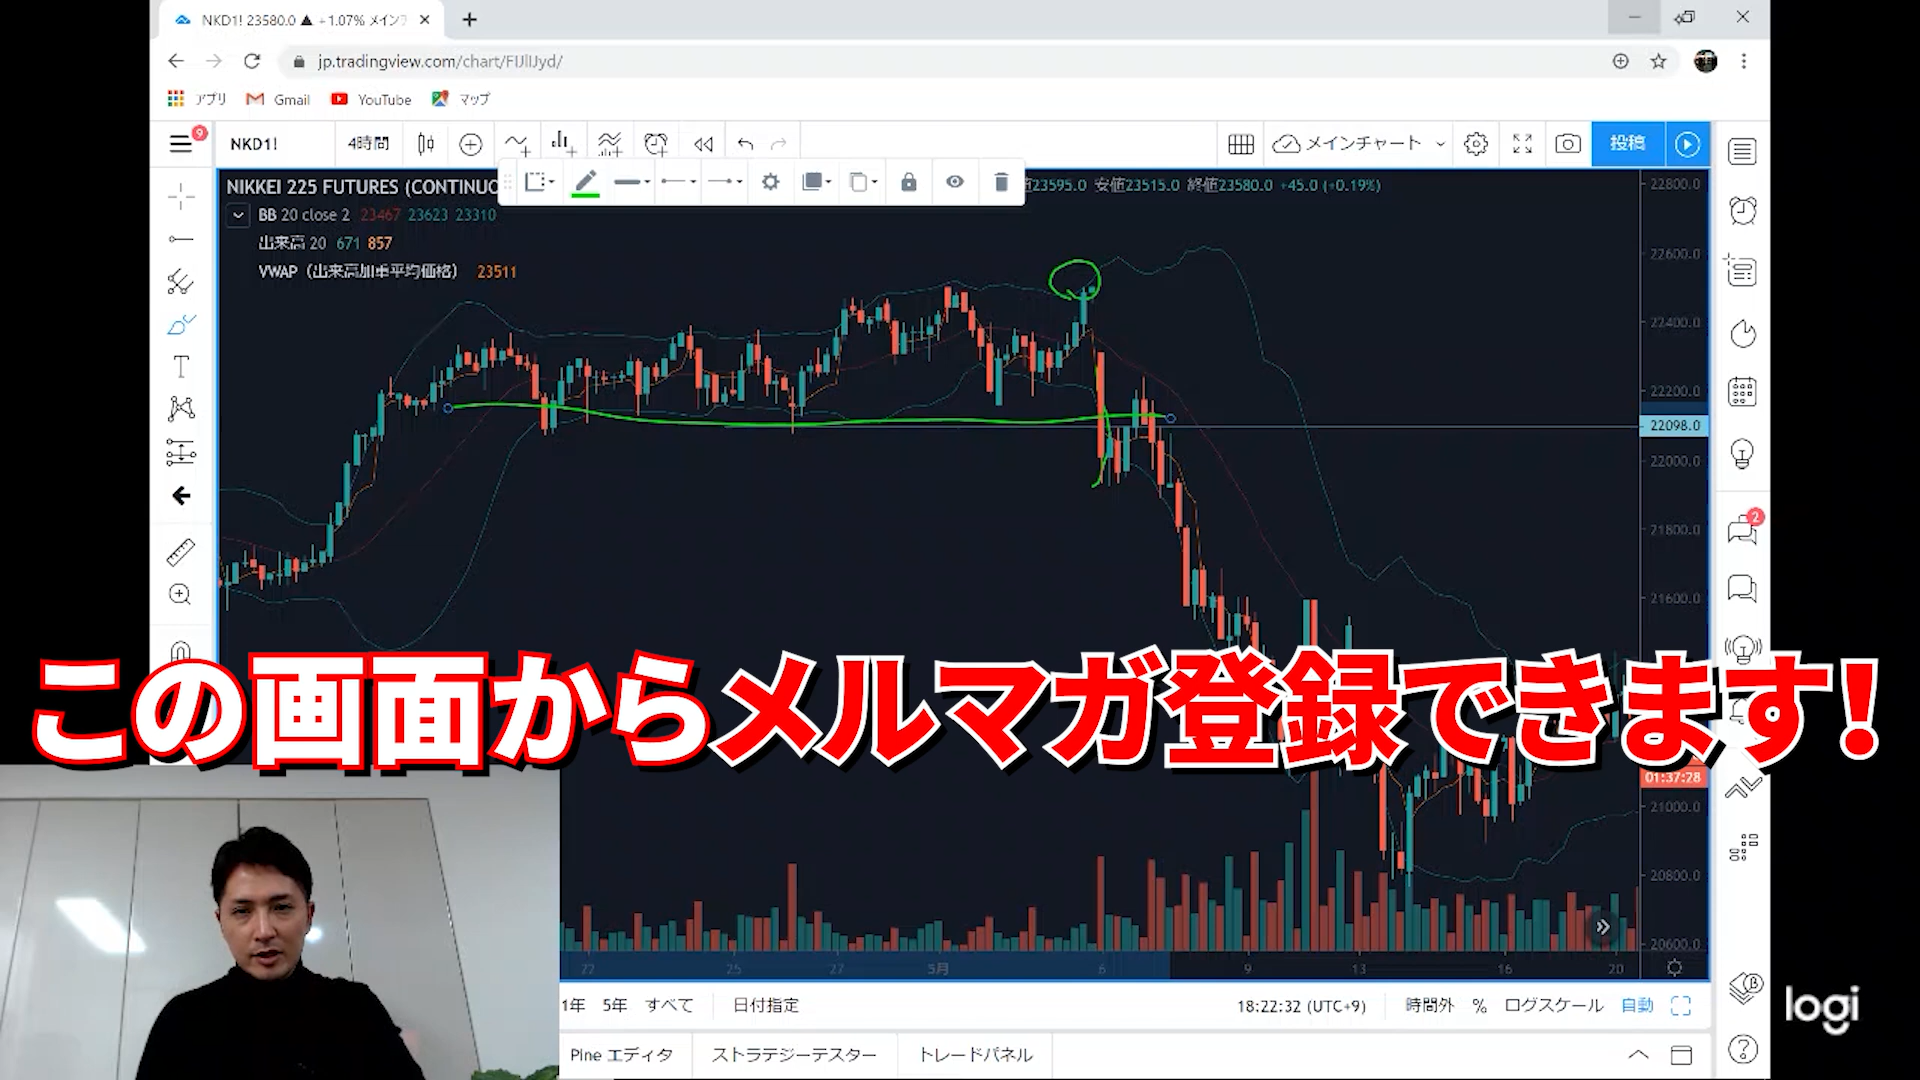 NKD1! 23580.0 ▲ +1.07% メイン
jp.tradingview.com/chart/FIJlIJyd/
アプリ Gmail YouTube マップ
9
NKD1! 4時間 メインチャート 投稿
NIKKEI 225 FUTURES (CONTINUO
23595.0 安値23515.0 終値23580.0 +45.0 (+0.19%)
BB 20 close 2 23467 23623 23310
出来高 20 671 857
VWAP (出来高加重平均価格) 23511
22800.0
22600.0
22400.0
22200.0
22098.0
22000.0
21800.0
21600.0
2
この画面からメルマガ登録できます!
01:37:28
21000.0
20800.0
20600.0
22 25 27 5月 6 9 13 16 20
1年 5年 すべて 日付指定 18:22:32 (UTC+9) 時間外 % ログスケール 自動
Pine エディタ ストラテジーテスター トレードパネル
logi